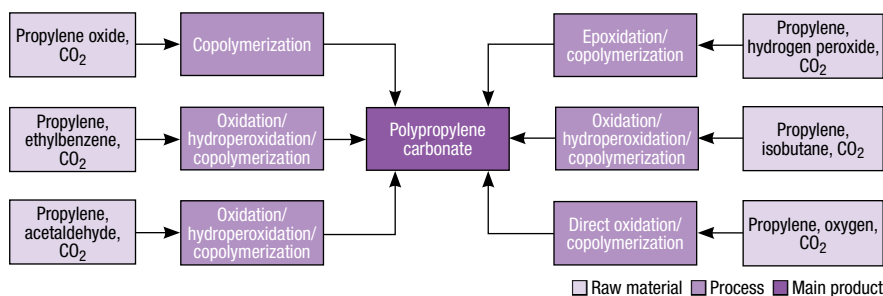 Propylene oxide,
CO2
Copolymerization
Epoxidation/
copolymerization
Propylene,
hydrogen peroxide,
CO2
Propylene,
ethylbenzene,
CO2
Oxidation/
hydroperoxidation/
copolymerization
Polypropylene
carbonate
Oxidation/
hydroperoxidation/
copolymerization
Propylene,
isobutane, CO2
Propylene,
acetaldehyde,
CO2
Oxidation/
hydroperoxidation/
copolymerization
Direct oxidation/
copolymerization
Propylene, oxygen,
CO2
Raw material
Process
Main product